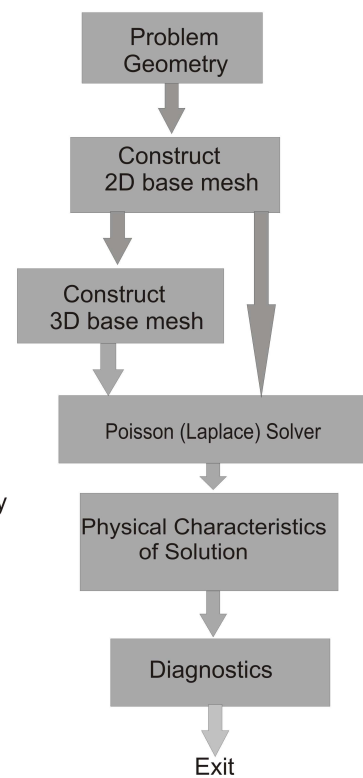 Problem
Geometry
Construct
2D base mesh
Construct
3D base mesh
Poisson (Laplace) Solver
y
Physical Characteristics
of Solution
Diagnostics
Exit